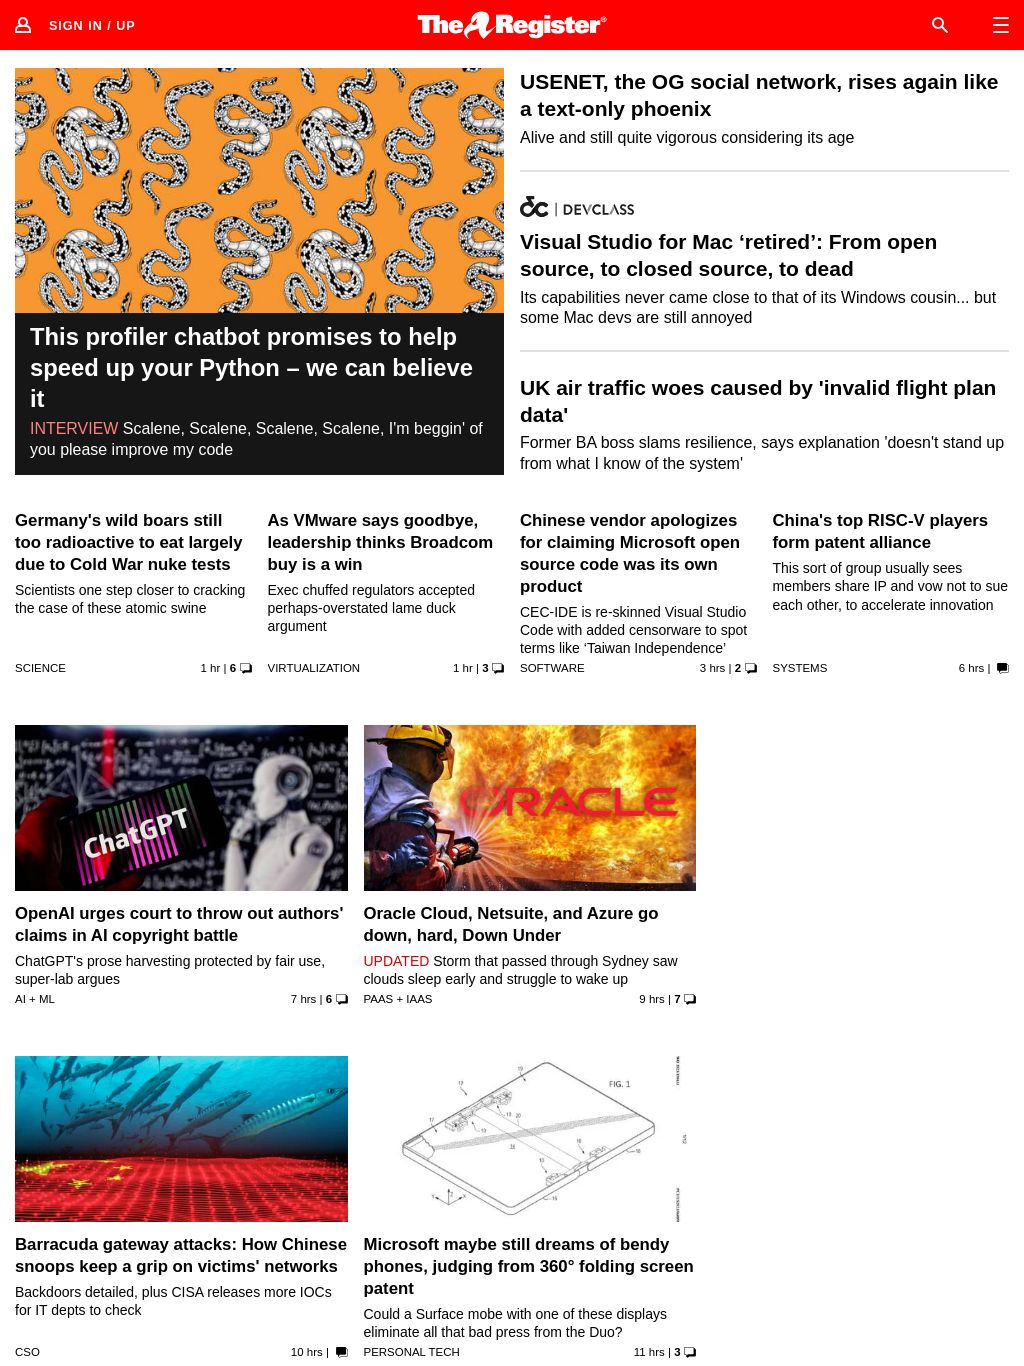 SIGN IN / UP
The Register®
This profiler chatbot promises to help
speed up your Python – we can believe
it
INTERVIEW Scalene, Scalene, Scalene, Scalene, I'm beggin' of
you please improve my code
USENET, the OG social network, rises again like
a text-only phoenix
Alive and still quite vigorous considering its age
dc | DEVCLASS
Visual Studio for Mac ‘retired’: From open
source, to closed source, to dead
Its capabilities never came close to that of its Windows cousin... but
some Mac devs are still annoyed
UK air traffic woes caused by 'invalid flight plan
data'
Former BA boss slams resilience, says explanation 'doesn't stand up
from what I know of the system'
Germany's wild boars still
too radioactive to eat largely
due to Cold War nuke tests
Scientists one step closer to cracking
the case of these atomic swine
SCIENCE 1 hr | 6
As VMware says goodbye,
leadership thinks Broadcom
buy is a win
Exec chuffed regulators accepted
perhaps-overstated lame duck
argument
VIRTUALIZATION 1 hr | 3
Chinese vendor apologizes
for claiming Microsoft open
source code was its own
product
CEC-IDE is re-skinned Visual Studio
Code with added censorware to spot
terms like ‘Taiwan Independence’
SOFTWARE 3 hrs | 2
China's top RISC-V players
form patent alliance
This sort of group usually sees
members share IP and vow not to sue
each other, to accelerate innovation
SYSTEMS 6 hrs |
ChatGPT
OpenAI urges court to throw out authors'
claims in AI copyright battle
ChatGPT's prose harvesting protected by fair use,
super-lab argues
AI + ML 7 hrs | 6
ORACLE
Oracle Cloud, Netsuite, and Azure go
down, hard, Down Under
UPDATED Storm that passed through Sydney saw
clouds sleep early and struggle to wake up
PAAS + IAAS 9 hrs | 7
Barracuda gateway attacks: How Chinese
snoops keep a grip on victims' networks
Backdoors detailed, plus CISA releases more IOCs
for IT depts to check
CSO 10 hrs |
FIG. 1
Microsoft maybe still dreams of bendy
phones, judging from 360° folding screen
patent
Could a Surface mobe with one of these displays
eliminate all that bad press from the Duo?
PERSONAL TECH 11 hrs | 3